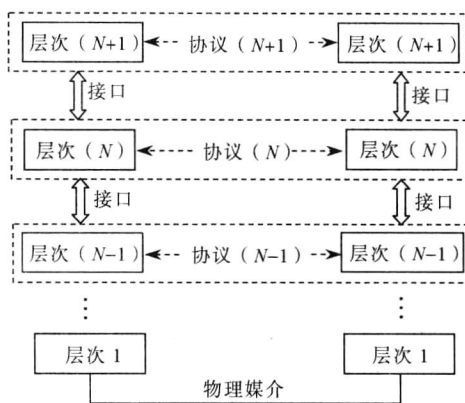 层次（N+1） 协议（N+1） 层次（N+1）
接口 接口
层次（N） 协议（N） 层次（N）
接口 接口
层次（N−1） 协议（N−1） 层次（N−1）
⋮ ⋮
层次 1 层次 1
物理媒介